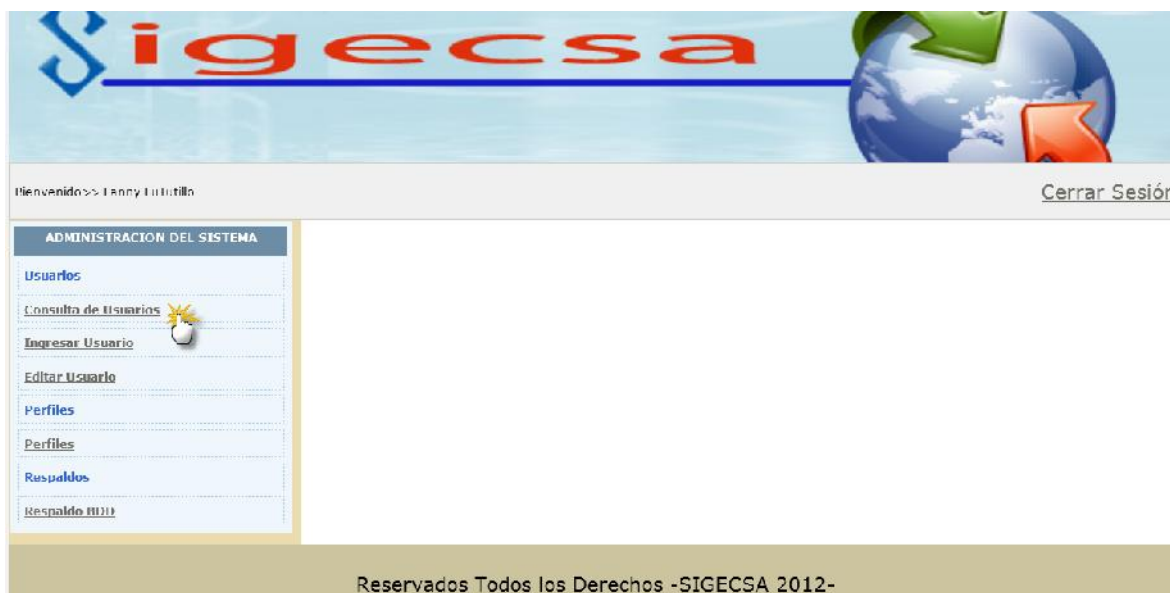 Sigecsa
Bienvenido>>
Cerrar Sesión
ADMINISTRACION DEL SISTEMA
Usuarios
Consulta de Usuarios
Ingresar Usuario
Editar Usuario
Perfiles
Perfiles
Respaldos
Respaldo BDD
Reservados Todos los Derechos -SIGECSA 2012-